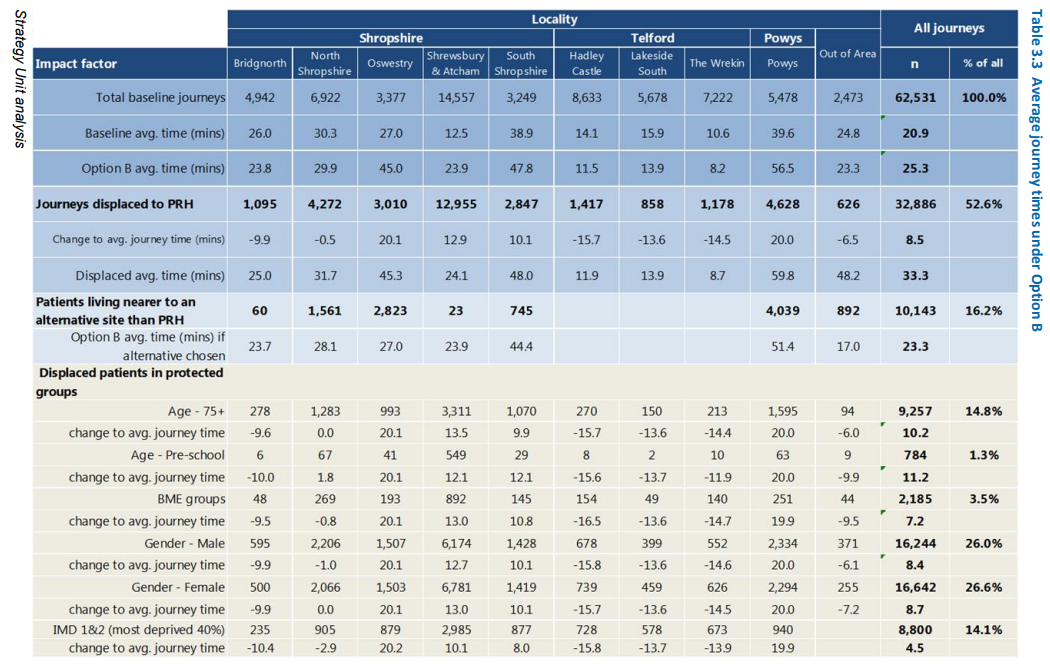 Table 3.3 Average journey times under Option B
Locality
All journeys
Shropshire Telford Powys
Impact factor Bridgnorth North Shropshire Oswestry Shrewsbury & Atcham South Shropshire Hadley Castle Lakeside South The Wrekin Powys Out of Area n % of all
Total baseline journeys 4,942 6,922 3,377 14,557 3,249 8,633 5,678 7,222 5,478 2,473 62,531 100.0%
Baseline avg. time (mins) 26.0 30.3 27.0 12.5 38.9 14.1 15.9 10.6 39.6 24.8 20.9
Option B avg. time (mins) 23.8 29.9 45.0 23.9 47.8 11.5 13.9 8.2 56.5 23.3 25.3
Journeys displaced to PRH 1,095 4,272 3,010 12,955 2,847 1,417 858 1,178 4,628 626 32,886 52.6%
Change to avg. journey time (mins) -9.9 -0.5 20.1 12.9 10.1 -15.7 -13.6 -14.5 20.0 -6.5 8.5
Displaced avg. time (mins) 25.0 31.7 45.3 24.1 48.0 11.9 13.9 8.7 59.8 48.2 33.3
Patients living nearer to an
alternative site than PRH 60 1,561 2,823 23 745 4,039 892 10,143 16.2%
Option B avg. time (mins) if
alternative chosen 23.7 28.1 27.0 23.9 44.4 51.4 17.0 23.3
Displaced patients in protected
groups
Age - 75+ 278 1,283 993 3,311 1,070 270 150 213 1,595 94 9,257 14.8%
change to avg. journey time -9.6 0.0 20.1 13.5 9.9 -15.7 -13.6 -14.4 20.0 -6.0 10.2
Age - Pre-school 6 67 41 549 29 8 2 10 63 9 784 1.3%
change to avg. journey time -10.0 1.8 20.1 12.1 12.1 -15.6 -13.7 -11.9 20.0 -9.9 11.2
BME groups 48 269 193 892 145 154 49 140 251 44 2,185 3.5%
change to avg. journey time -9.5 -0.8 20.1 13.0 10.8 -16.5 -13.6 -14.7 19.9 -9.5 7.2
Gender - Male 595 2,206 1,507 6,174 1,428 678 399 552 2,334 371 16,244 26.0%
change to avg. journey time -9.9 -1.0 20.1 12.7 10.1 -15.8 -13.6 -14.6 20.0 -6.1 8.4
Gender - Female 500 2,066 1,503 6,781 1,419 739 459 626 2,294 255 16,642 26.6%
change to avg. journey time -9.9 0.0 20.1 13.0 10.1 -15.7 -13.6 -14.5 20.0 -7.2 8.7
IMD 1&2 (most deprived 40%) 235 905 879 2,985 877 728 578 673 940 8,800 14.1%
change to avg. journey time -10.4 -2.9 20.2 10.1 8.0 -15.8 -13.7 -13.9 19.9 4.5
Strategy Unit analysis